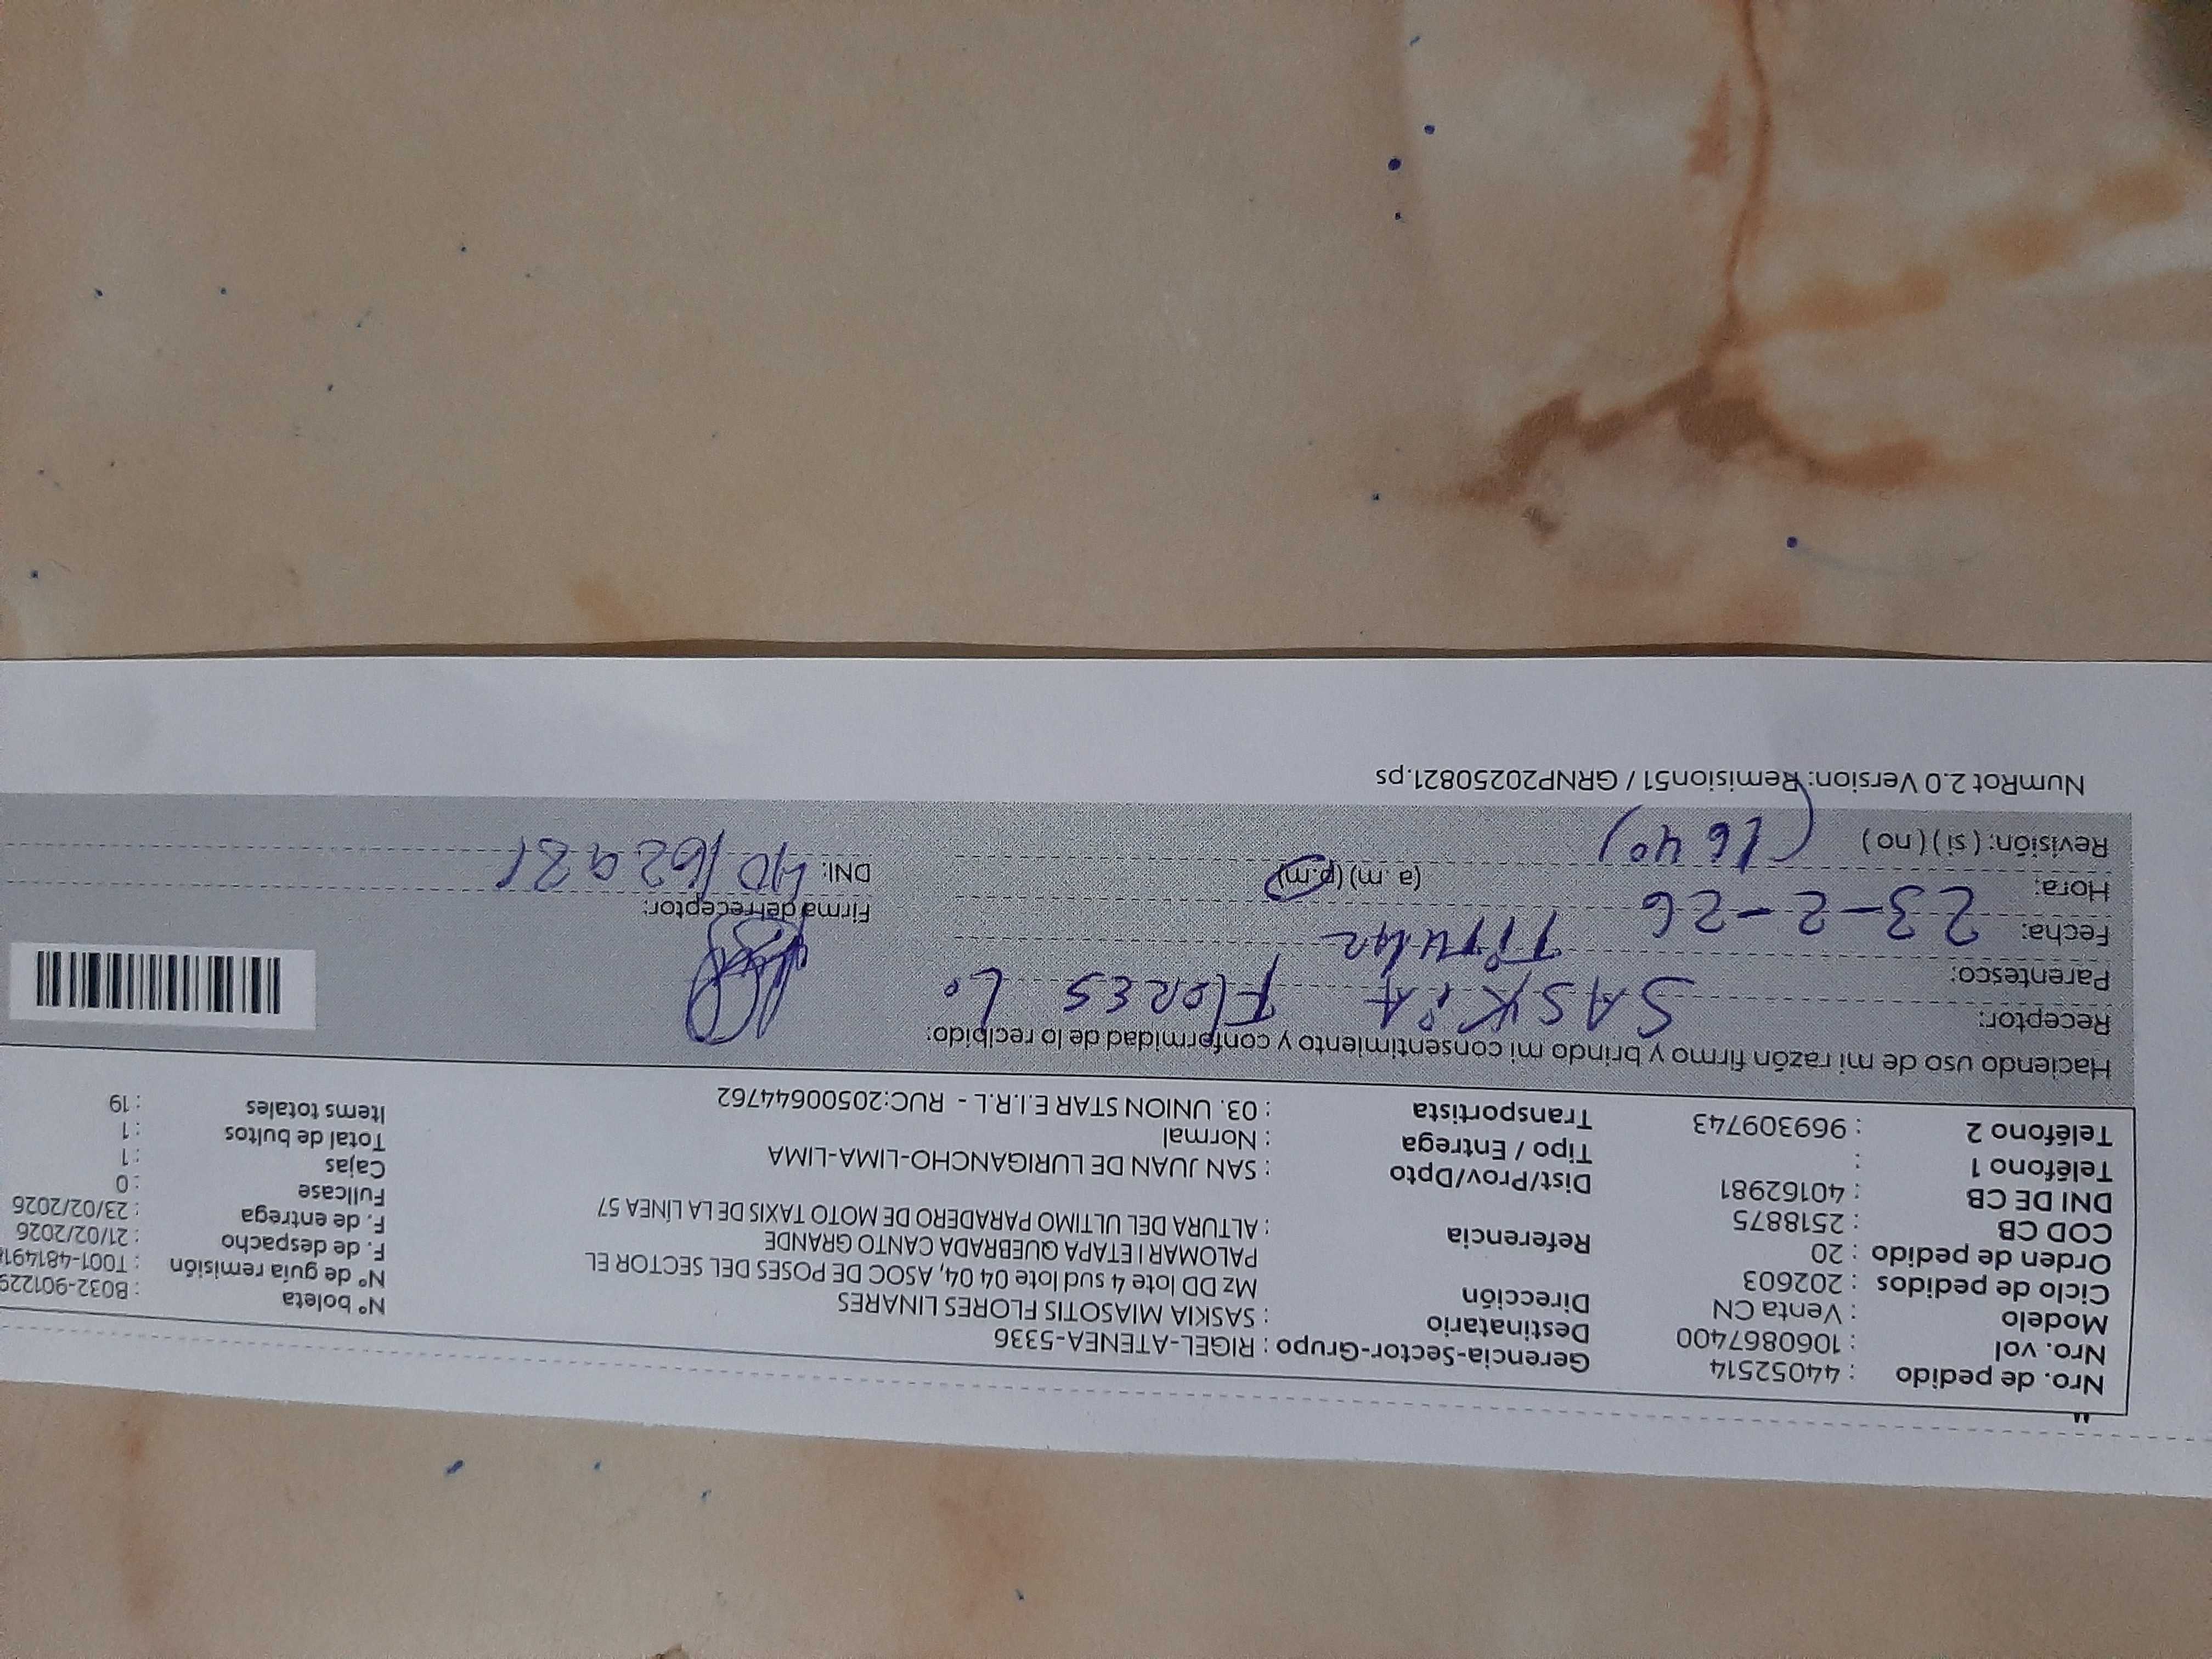 Nro. de pedido : 44052514 Gerencia-Sector-Grupo : RIGEL-ATENEA-5336
Nro. vol : 1060867400 Destinatario : SASKIA MIASOTIS FLORES LINARES Nº boleta : B032-901229
Modelo : Venta CN Dirección Mz DD lote 4 sud lote 04 04, ASOC DE POSES DEL SECTOR EL Nº de guía remisión : T001-481491
Ciclo de pedidos : 202603 PALOMAR I ETAPA QUEBRADA CANTO GRANDE F. de despacho : 21/02/2026
Orden de pedido : 20 Referencia : ALTURA DEL ULTIMO PARADERO DE MOTO TAXIS DE LA LÍNEA 57 F. de entrega : 23/02/2026
COD CB : 2518875 Fullcase : 0
DNI DE CB : 40162981 Dist/Prov/Dpto : SAN JUAN DE LURIGANCHO-LIMA-LIMA Cajas : 1
Teléfono 1 : Tipo / Entrega : Normal Total de bultos : 1
Teléfono 2 : 969309743 Transportista : 03. UNION STAR E.I.R.L - RUC:20500644762 Items totales : 19
Haciendo uso de mi razón firmo y brindo mi consentimiento y conformidad de lo recibido:
Receptor: SASKiA FLORES L.
Parentesco: TiTULAR
Fecha: 23-2-26 Firma del receptor:
Hora: (a.m) (p.m) DNI: 40162981
Revisión: (si) (no) (1640)
NumRot 2.0 Version: Remision51 / GRNP20250821.ps